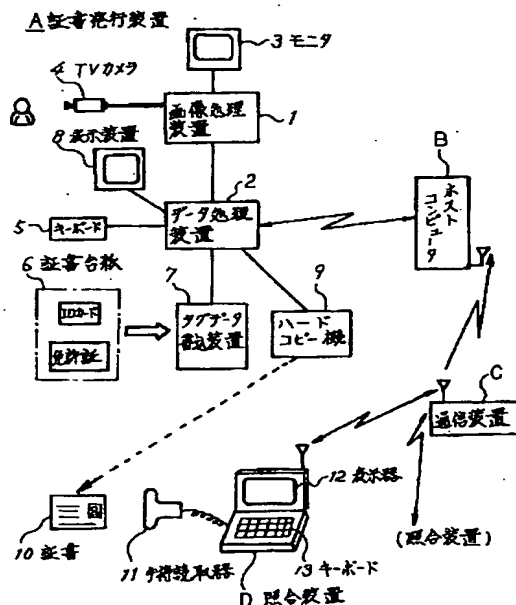 A 証書発行装置
3 モニタ
4 TVカメラ
画像処理
装置
1
8 表示装置
2
B
データ処理
装置
ホスト
コンピュータ
5
キーボード
6 証書台板
7
9
IDカード
免許証
タグデータ
書込装置
ハード
コピー機
C
通信装置
12 表示器
(照合装置)
10 証書
11 手持読取器
13 キーボード
D 照合装置